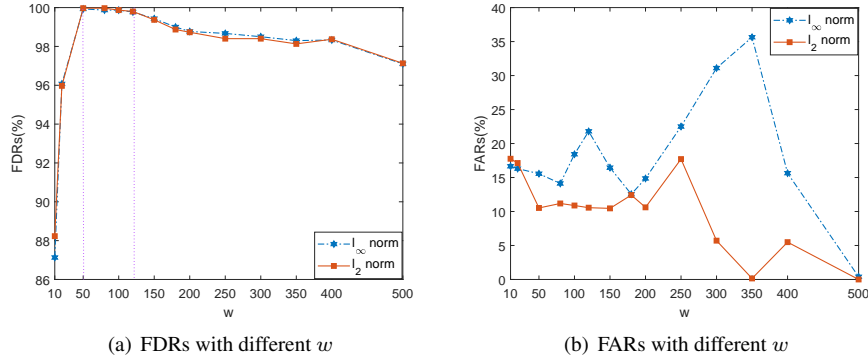 100
98
96
94
92
90
88
86
FDRs(%)
10 50 100 150 200 250 300 350 400 500
w
l∞ norm
l2 norm
(a) FDRs with different w
40
35
30
25
20
15
10
5
0
FARs(%)
10 50 100 150 200 250 300 350 400 500
w
l∞ norm
l2 norm
(b) FARs with different w